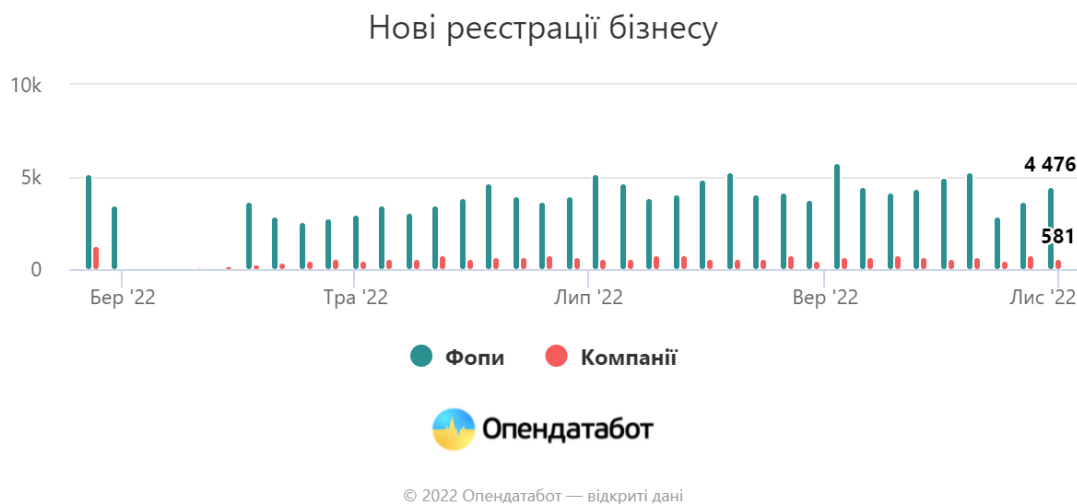 Нові реєстрації бізнесу
10k
5k
0
4 476
581
Бер '22 Тра '22 Лип '22 Вер '22 Лис '22
Фопи Компанії
Опендатабот
© 2022 Опендатабот — відкриті дані